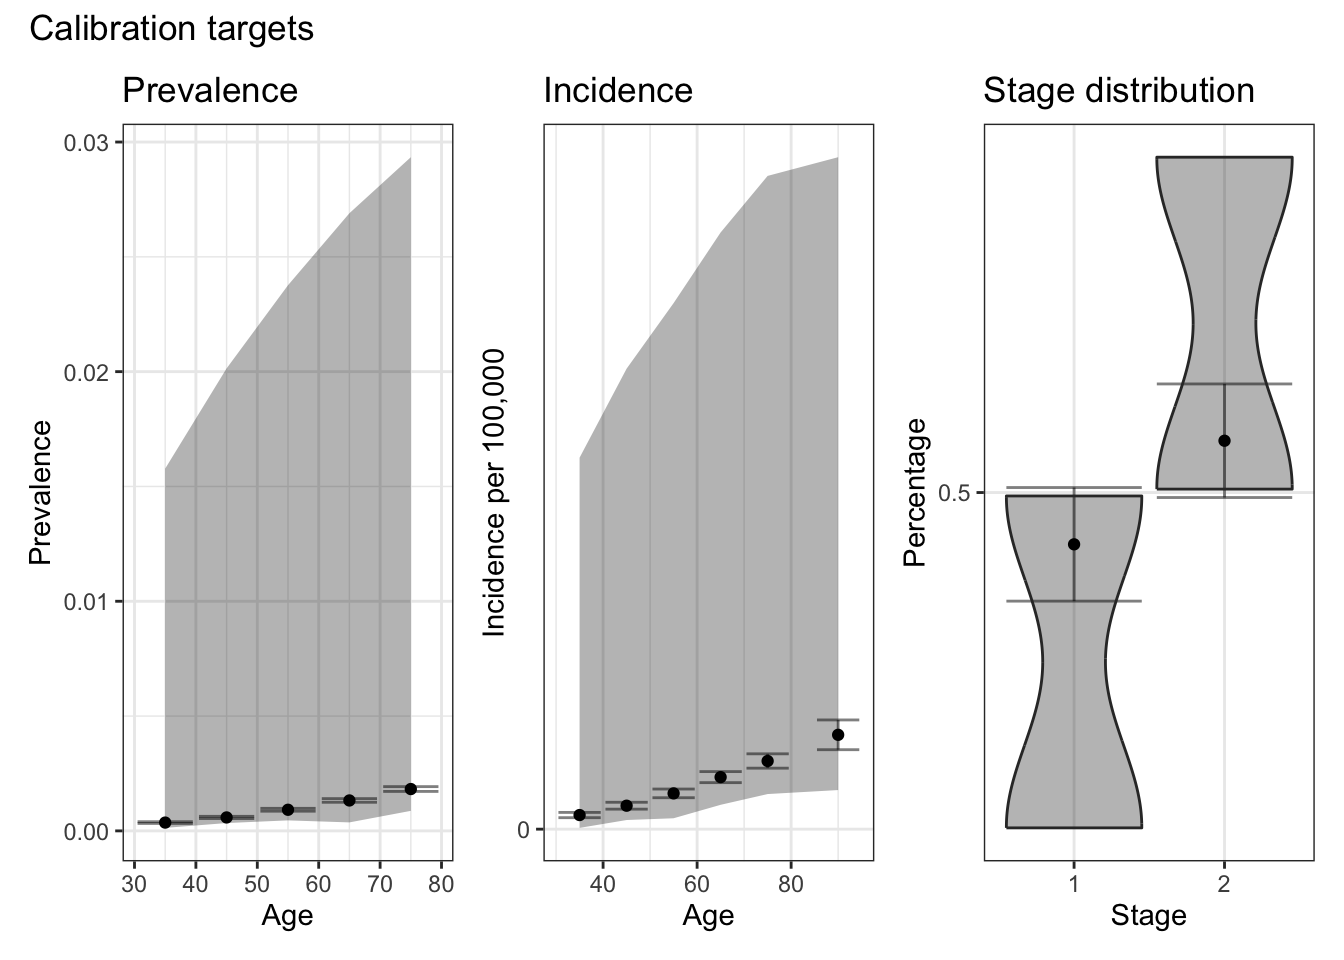 Calibration targets
Prevalence
Incidence
Stage distribution
Prevalence
0.03
0.02
0.01
0.00
30 40 50 60 70 80
Age
Incidence per 100,000
0
40 60 80
Age
Percentage
0.5
1 2
Stage